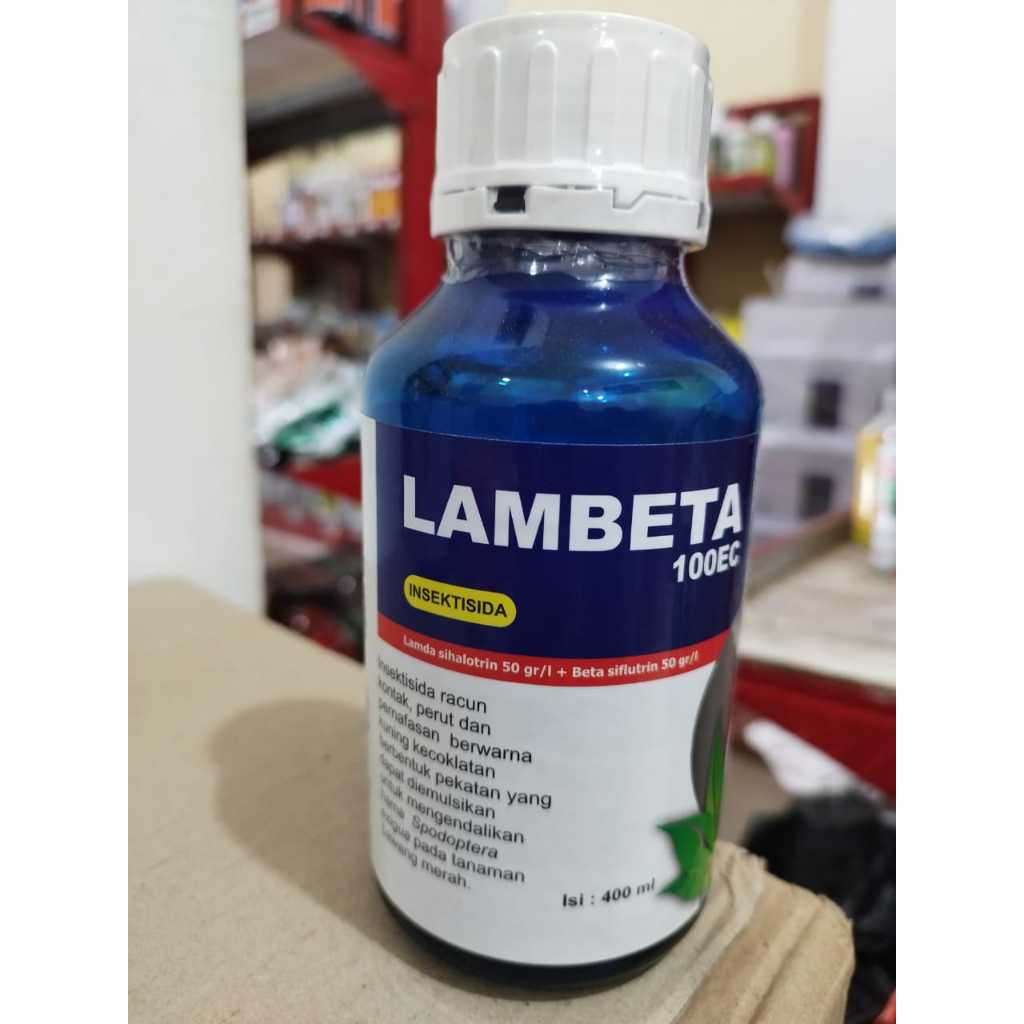 LAMBETA
100EC
INSEKTISIDA
Lamda sihalotrin 50 gr/l + Beta siflutrin 50 gr/l
Insektisida racun
kontak, perut dan
pernafasan berwarna
kuning kecoklatan
berbentuk pekatan yang
dapat diemulsikan
untuk mengendalikan
hama Spodoptera
exigua pada tanaman
bawang merah.
Isi : 400 ml